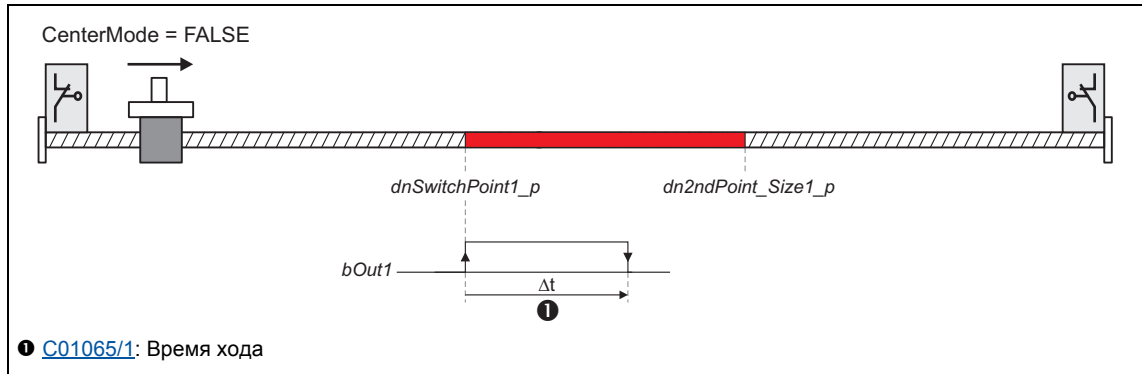 CenterMode = FALSE
dnSwitchPoint1_p
dn2ndPoint_Size1_p
bOut1
Δt
❶
❶ C01065/1: Время хода